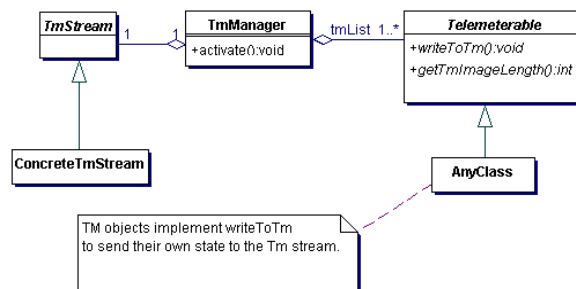 TmStream
1
1
TmManager
+activate():void
tmList 1..*
Telemeterable
+writeToTm():void
+getTmImageLength():int
ConcreteTmStream
AnyClass
TM objects implement writeToTm
to send their own state to the Tm stream.